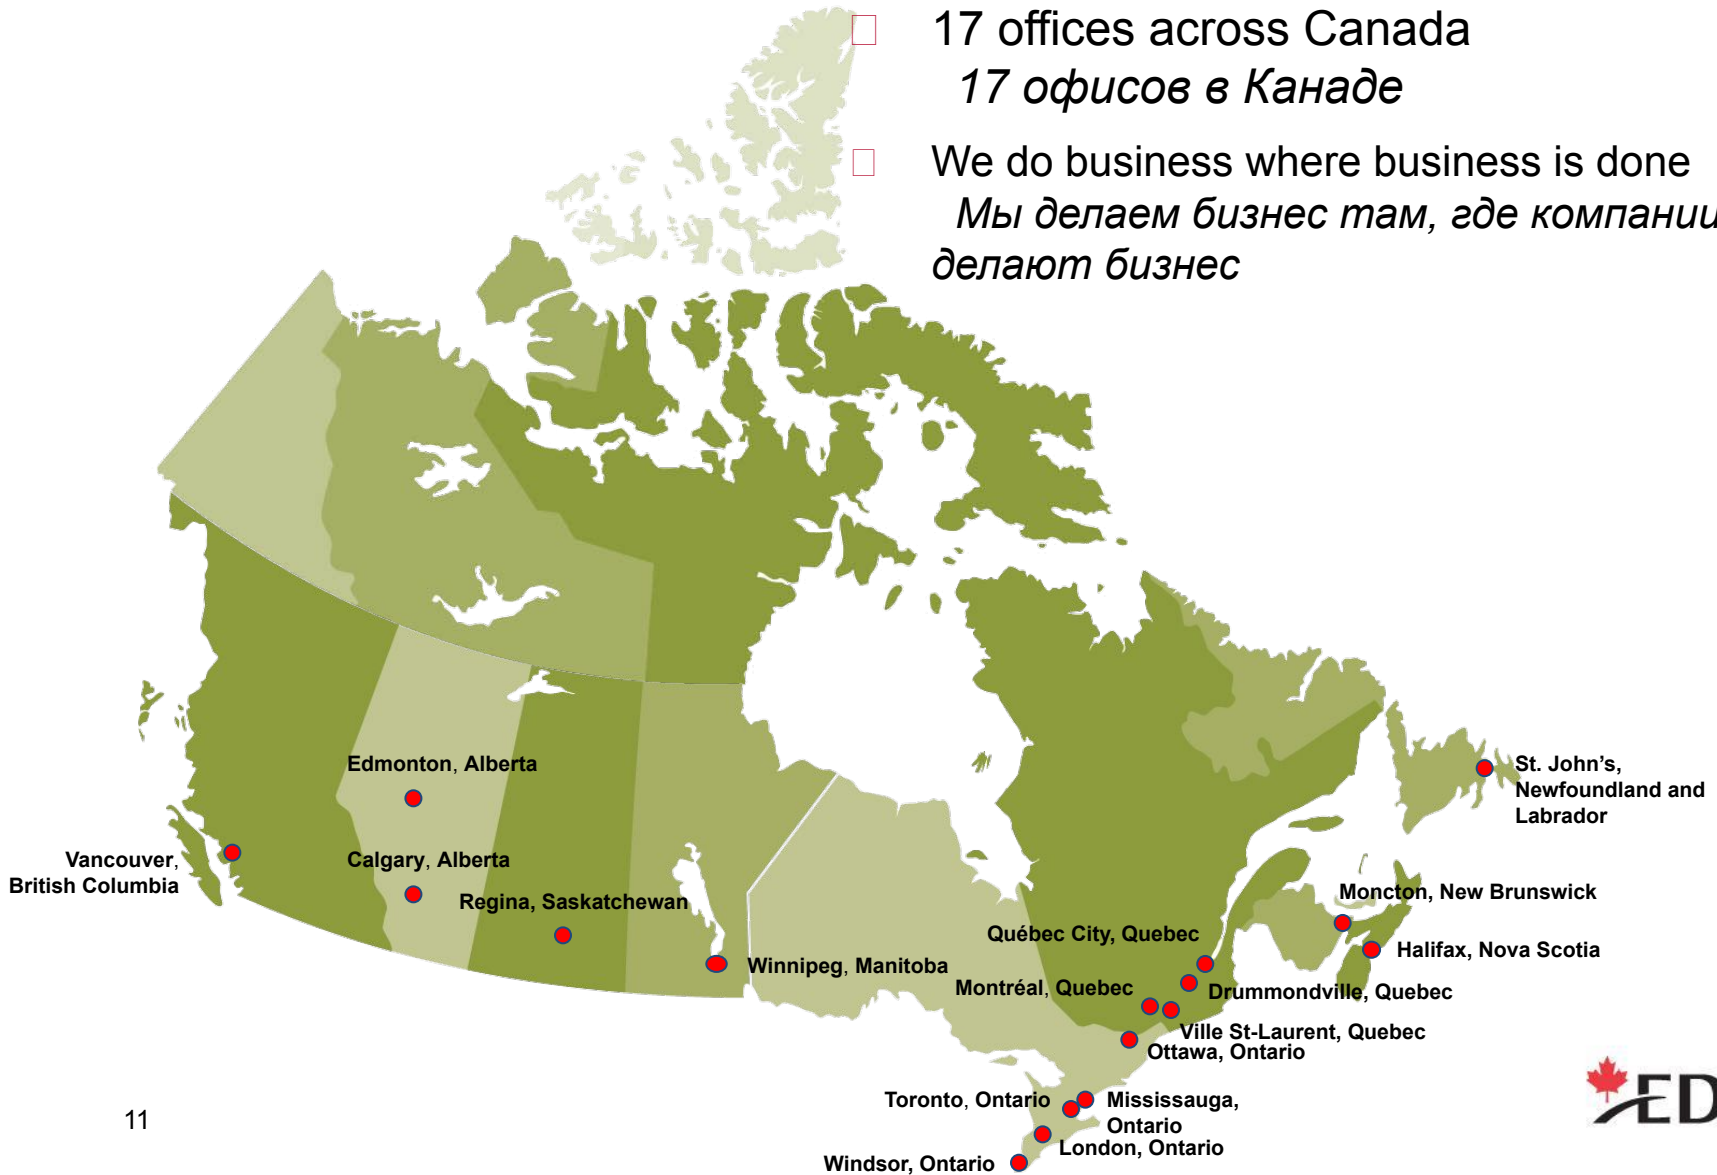 17 offices across Canada
17 офисов в Канаде
We do business where business is done
Мы делаем бизнес там, где компании
делают бизнес
Edmonton, Alberta
St. John’s,
Newfoundland and
Labrador
Vancouver,
British Columbia
Calgary, Alberta
Regina, Saskatchewan
Moncton, New Brunswick
Québec City, Quebec
Halifax, Nova Scotia
Winnipeg, Manitoba
Montréal, Quebec
Drummondville, Quebec
Ville St-Laurent, Quebec
Ottawa, Ontario
Toronto, Ontario
Mississauga,
Ontario
London, Ontario
Windsor, Ontario
11
ED